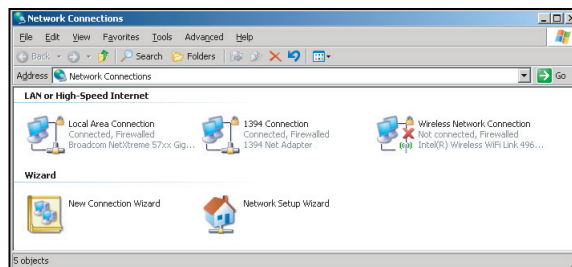 Network Connections
File Edit View Favorites Tools Advanced Help
Back Search Folders
Address Network Connections Go
LAN or High-Speed Internet
Local Area Connection
Connected, Firewalled
Broadcom NetXtreme 57xx Gig...
1394 Connection
Connected, Firewalled
1394 Net Adapter
Wireless Network Connection
Not connected, Firewalled
Intel(R) Wireless WiFi Link 496...
Wizard
New Connection Wizard
Network Setup Wizard
5 objects